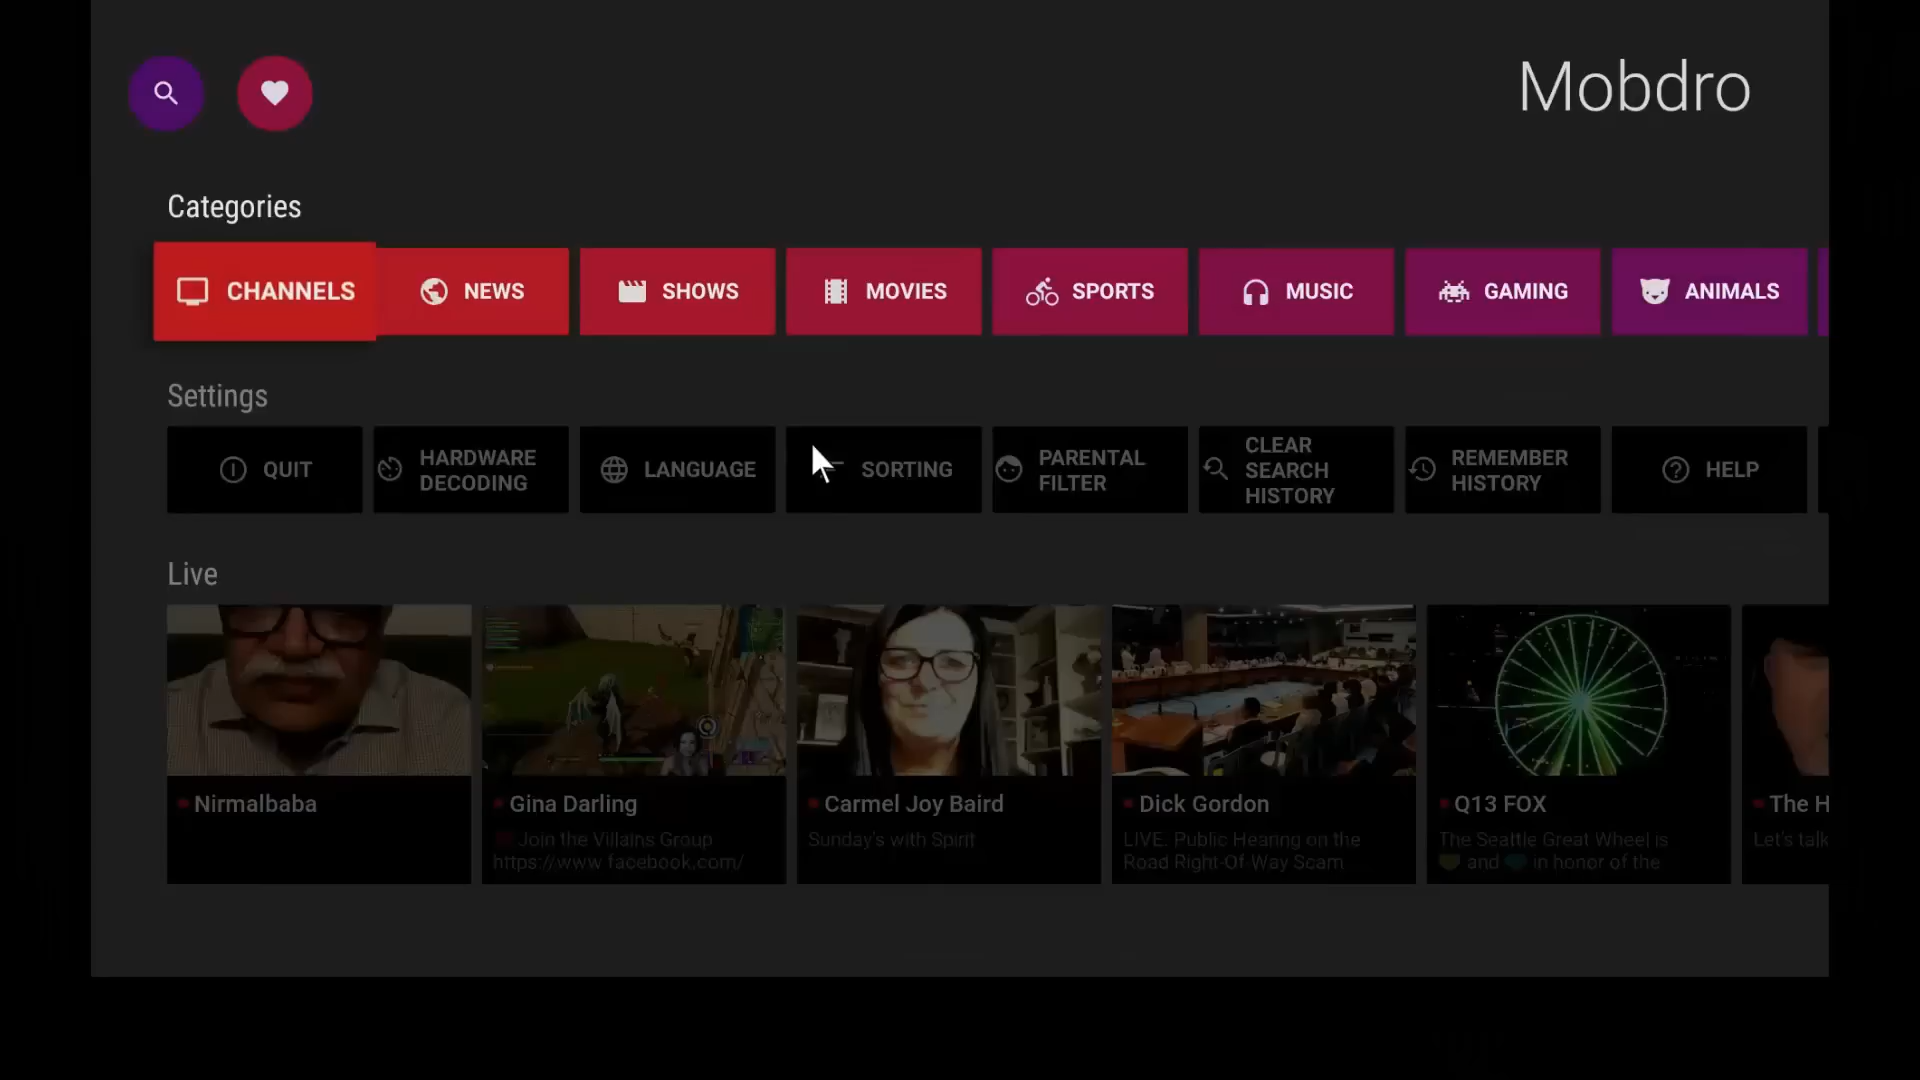 Mobdro
Categories
CHANNELS
NEWS
SHOWS
MOVIES
SPORTS
MUSIC
GAMING
ANIMALS
Settings
QUIT
HARDWARE
DECODING
LANGUAGE
SORTING
PARENTAL
FILTER
CLEAR
SEARCH
HISTORY
REMEMBER
HISTORY
HELP
Live
Nirmalbaba
Gina Darling
Join the Villains Group
https://www.facebook.com/
Carmel Joy Baird
Sunday's with Spirit
Dick Gordon
LIVE: Public Hearing on the
Road Right-Of-Way Scam
Q13 FOX
The Seattle Great Wheel is
and in honor of the
The H
Let's talk